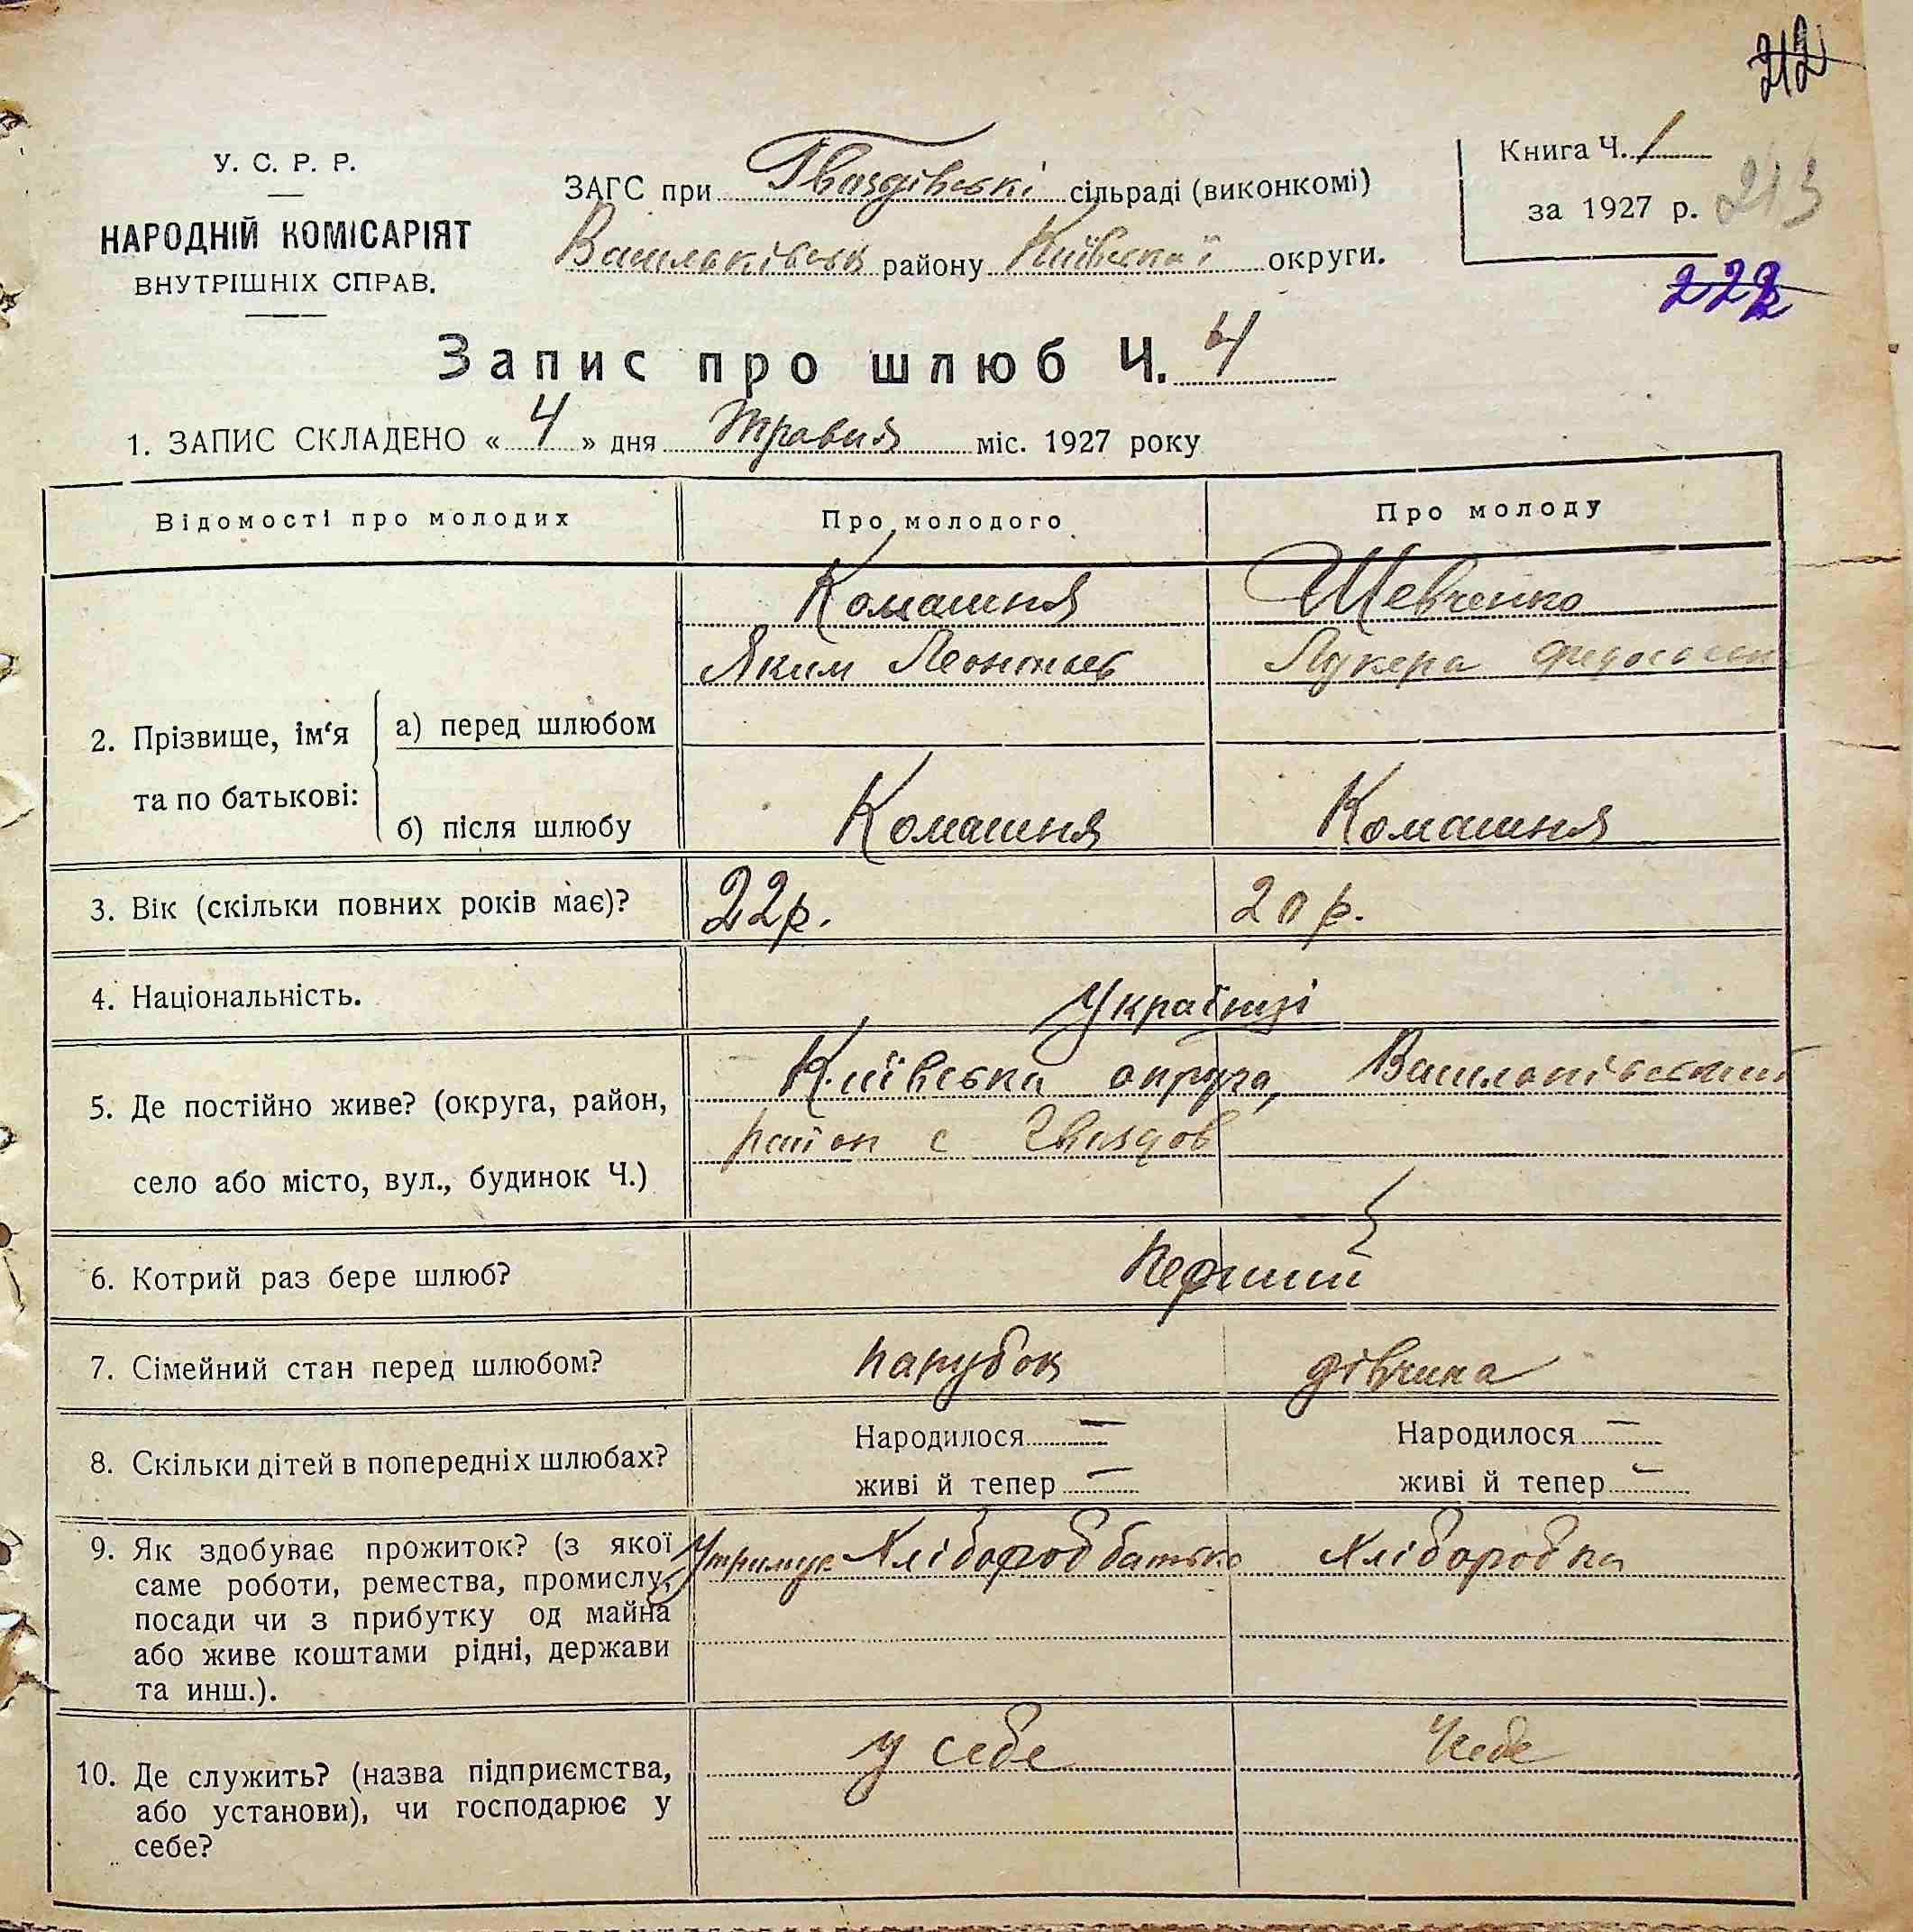 212
У. С. Р. Р.
НАРОДНІЙ КОМІСАРІЯТ
ВНУТРІШНІХ СПРАВ.
ЗАГС при Гвоздівські сільраді (виконкомі)
району Київської округи.
Книга Ч. 1
за 1927 р. 213
222
Запис про шлюб Ч. 4
1. ЗАПИС СКЛАДЕНО « 4 » дня Травня міс. 1927 року
Відомості про молодих Про молодого Про молоду
Комашня Шевченко
Яким Леонтьев Лукера
2. Прізвище, ім‘я та по батькові:
а) перед шлюбом
б) після шлюбу Комашня Комашня
3. Вік (скільки повних років має)? 22р. 20 р.
4. Національність. Українці
5. Де постійно живе? (округа, район, село або місто, вул., будинок Ч.)
Київська округа,
район с Гвоздов
6. Котрий раз бере шлюб? Перший
7. Сімейний стан перед шлюбом? парубок дівчина
8. Скільки дітей в попередніх шлюбах?
Народилося — Народилося —
живі й тепер — живі й тепер —
9. Як здобуває прожиток? (з якої
саме роботи, ремества, промислу,
посади чи з прибутку од майна
або живе коштами рідні, держави
та инш.).
Хлібороб батько Хліборобка
10. Де служить? (назва підприємства,
або установи), чи господарює у
себе?
у себе Усебе